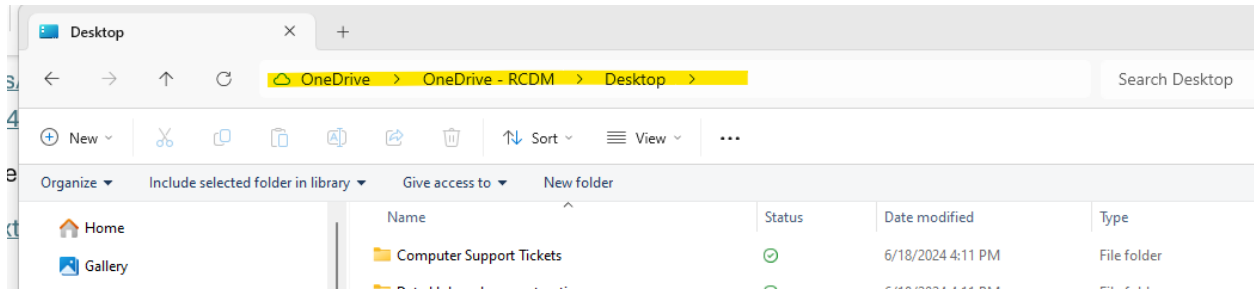 Desktop
OneDrive > OneDrive - RCDM > Desktop >
Search Desktop
New
Sort
View
Organize
Include selected folder in library
Give access to
New folder
Name
Status
Date modified
Type
Home
Computer Support Tickets
6/18/2024 4:11 PM
File folder
Gallery